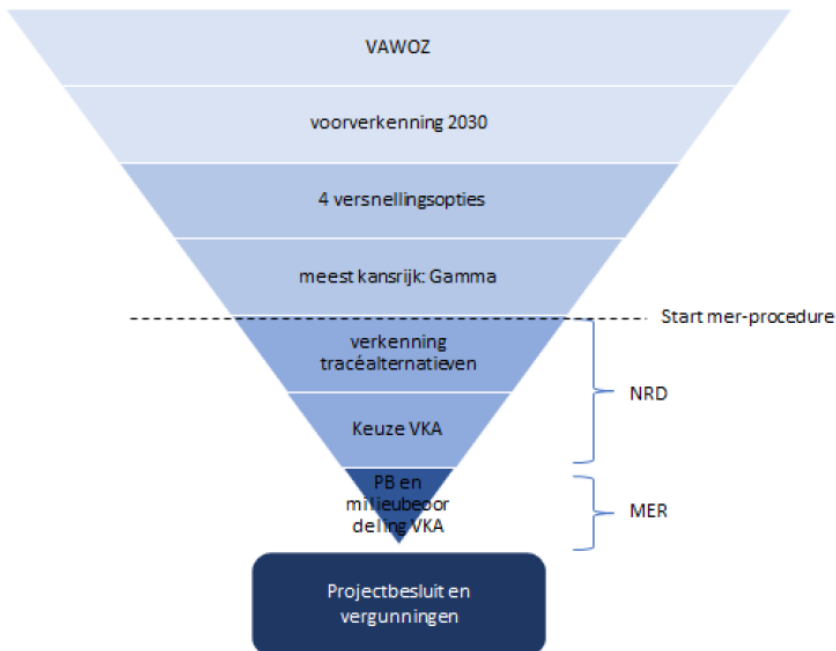 VAWOZ
voorverkenning 2030
4 versnellingsopties
meest kansrijk: Gamma
Start mer-procedure
verkenning
tracéalternatieven
NRD
Keuze VKA
PB en
milieubeoor
deling VKA
MER
Projectbesluit en
vergunningen